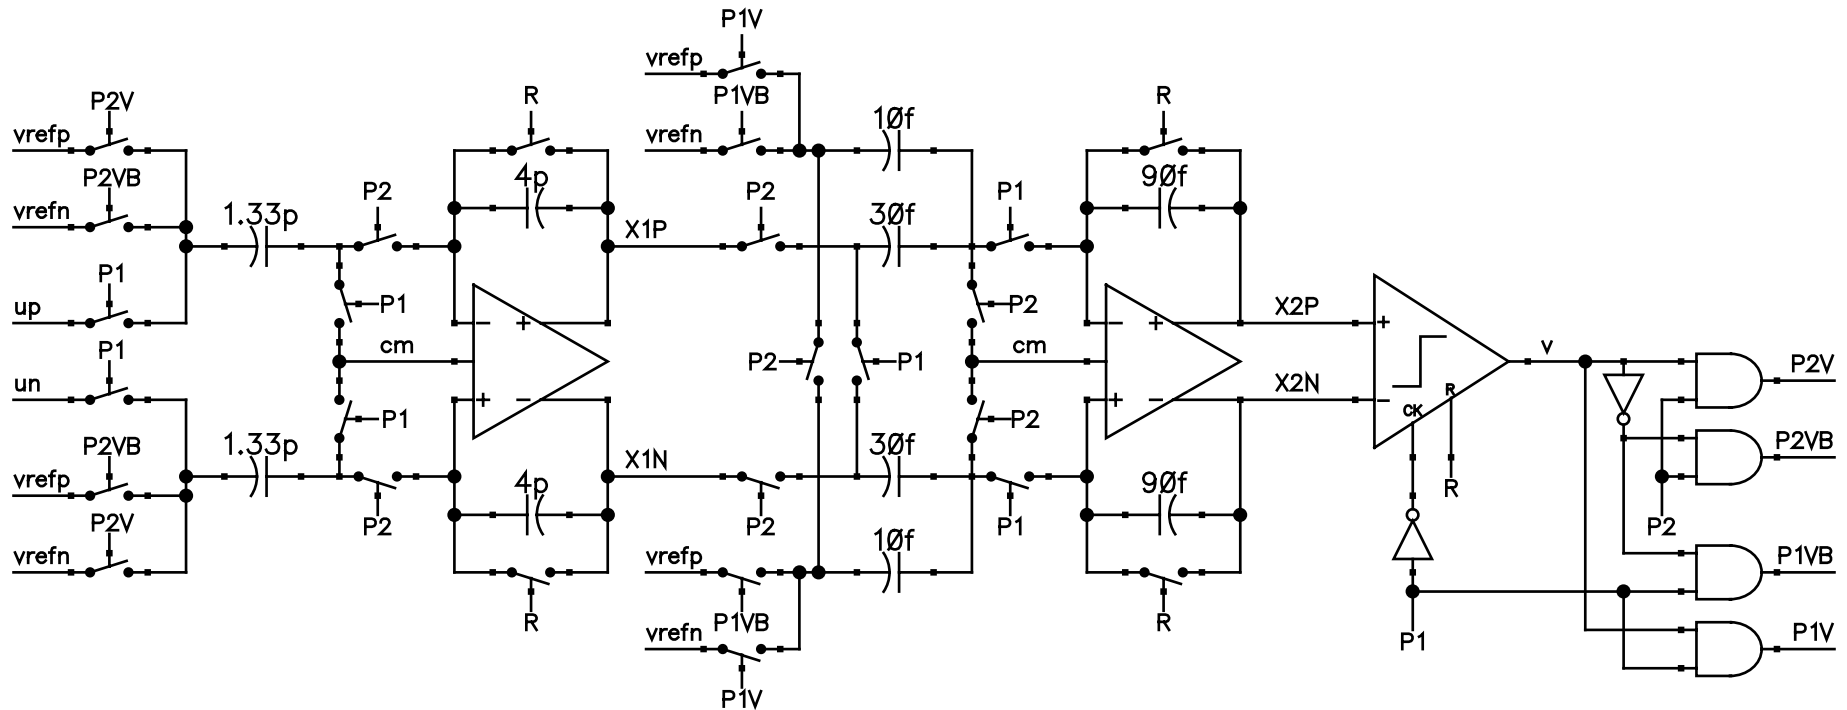 P1V
vrefp
P2V
R
P1VB
R
10f
vrefp
vrefn
P2VB
4p
90f
P2
P2
P1
vrefn
1.33p
30f
X1P
P1
P1
P2
up
X2P
- +
- +
+
cm
cm
v
P1
P2
P1
P2V
un
X2N
+ -
+ -
-
R
CK
P1
P2
P2VB
1.33p
30f
P2VB
X1N
vrefp
4p
90f
R
P2V
P2
P2
P1
P2
10f
vrefn
vrefp
P1VB
R
P1VB
R
vrefn
P1
P1V
P1V